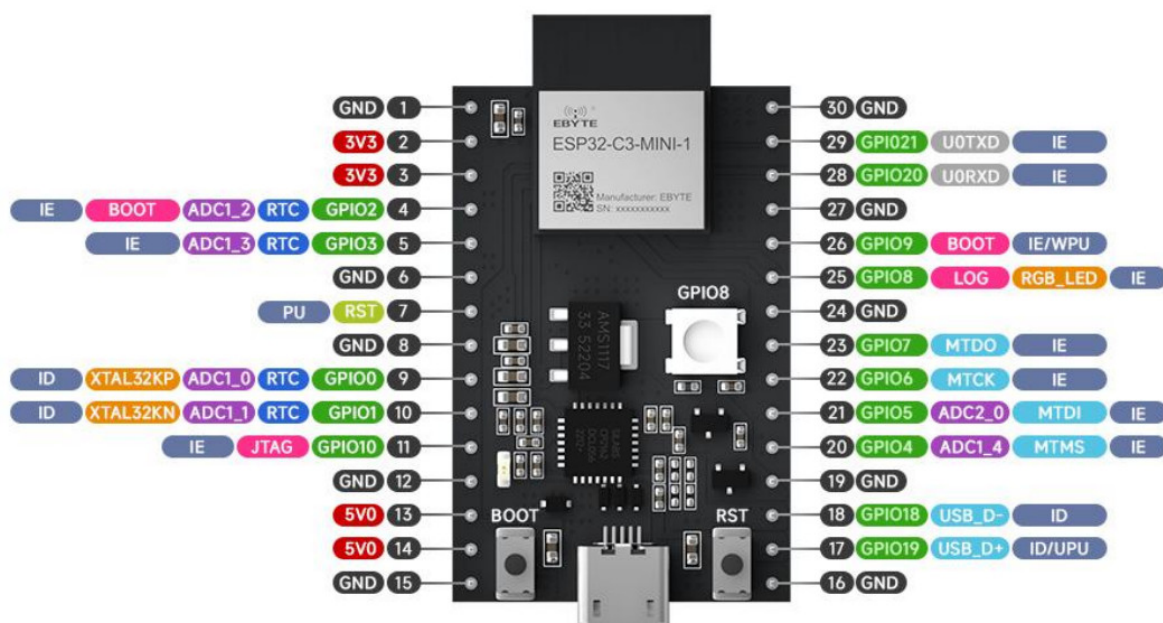 GND 1
30 GND
3V3 2
29 GPIO21 U0TXD IE
3V3 3
28 GPIO20 U0RXD IE
IE BOOT ADC1_2 RTC GPIO2 4
27 GND
IE ADC1_3 RTC GPIO3 5
26 GPIO9 BOOT IE/WPU
GND 6
25 GPIO8 LOG RGB_LED IE
PU RST 7
24 GND
GND 8
23 GPIO7 MTDO IE
ID XTAL32KP ADC1_0 RTC GPIO0 9
22 GPIO6 MTCK IE
ID XTAL32KN ADC1_1 RTC GPIO1 10
21 GPIO5 ADC2_0 MTDI IE
IE JTAG GPIO10 11
20 GPIO4 ADC1_4 MTMS IE
GND 12
19 GND
5V0 13
18 GPIO18 USB_D- ID
5V0 14
17 GPIO19 USB_D+ ID/UPU
GND 15
16 GND
EBYTE
ESP32-C3-MINI-1
Manufacturer: EBYTE
SN: xxxxxxxxxxx
GPIO8
AMS1117
33 52204
BOOT
RST